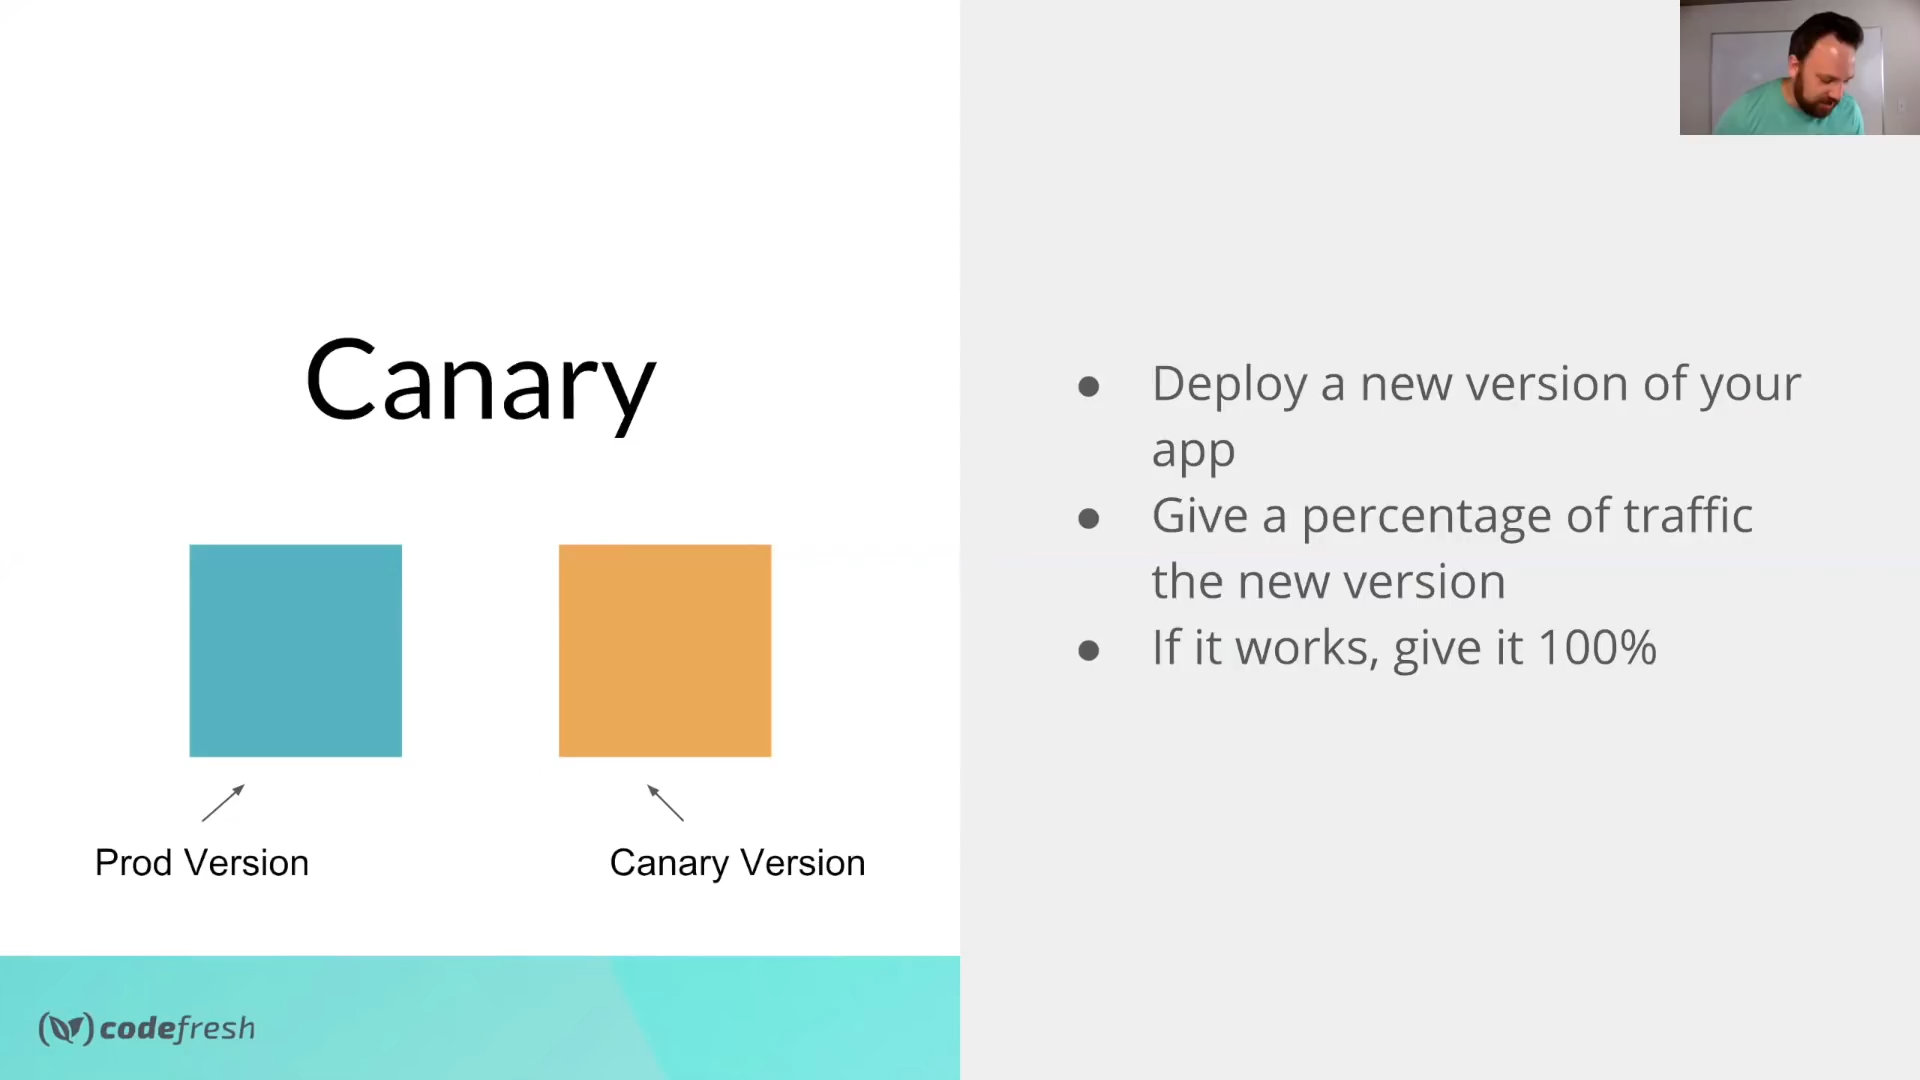 Canary
Prod Version
Canary Version
codefresh
● Deploy a new version of your
app
● Give a percentage of traffic
the new version
● If it works, give it 100%